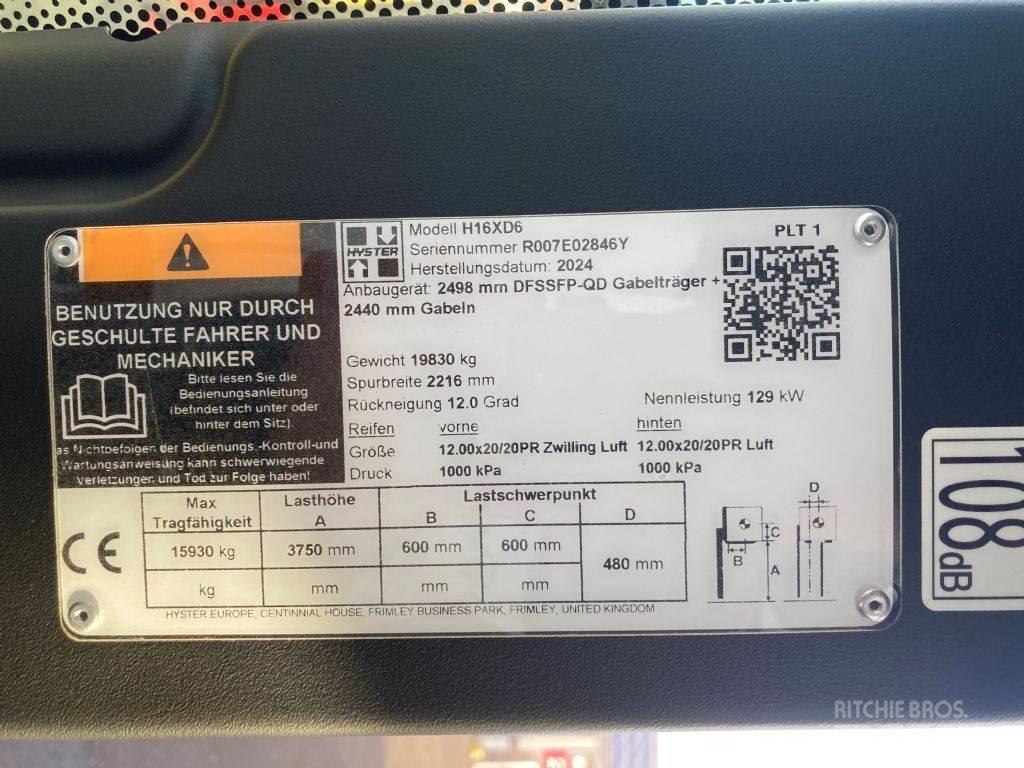 BENUTZUNG NUR DURCH
GESCHULTE FAHRER UND
MECHANIKER
Bitte lesen Sie die
Bedienungsanleitung
(befindet sich unter oder
hinter dem Sitz).
as Nichtbefolgen der Bedienungs,-Kontroll-und
Wartungsanweisung kann schwerwiegende
Verletzungen und Tod zur Folge haben!
HYSTER
Modell H16XD6
Seriennummer R007E02846Y
Herstellungsdatum: 2024
Anbaugerät: 2498 mm DFSSFP-QD Gabelträger +
2440 mm Gabeln
PLT 1
Gewicht 19830 kg
Spurbreite 2216 mm
Rückneigung 12.0 Grad
Nennleistung 129 kW
Reifen vorne hinten
Größe 12.00x20/20PR Zwilling Luft 12.00x20/20PR Luft
Druck 1000 kPa 1000 kPa
Max Lasthöhe Lastschwerpunkt
Tragfähigkeit A B C D
15930 kg 3750 mm 600 mm 600 mm 480 mm
kg mm mm mm
HYSTER EUROPE, CENTINNIAL HOUSE, FRIMLEY BUSINESS PARK, FRIMLEY, UNITED KINGDOM
CE
D
C
B
A
108dB
RITCHIE BROS.